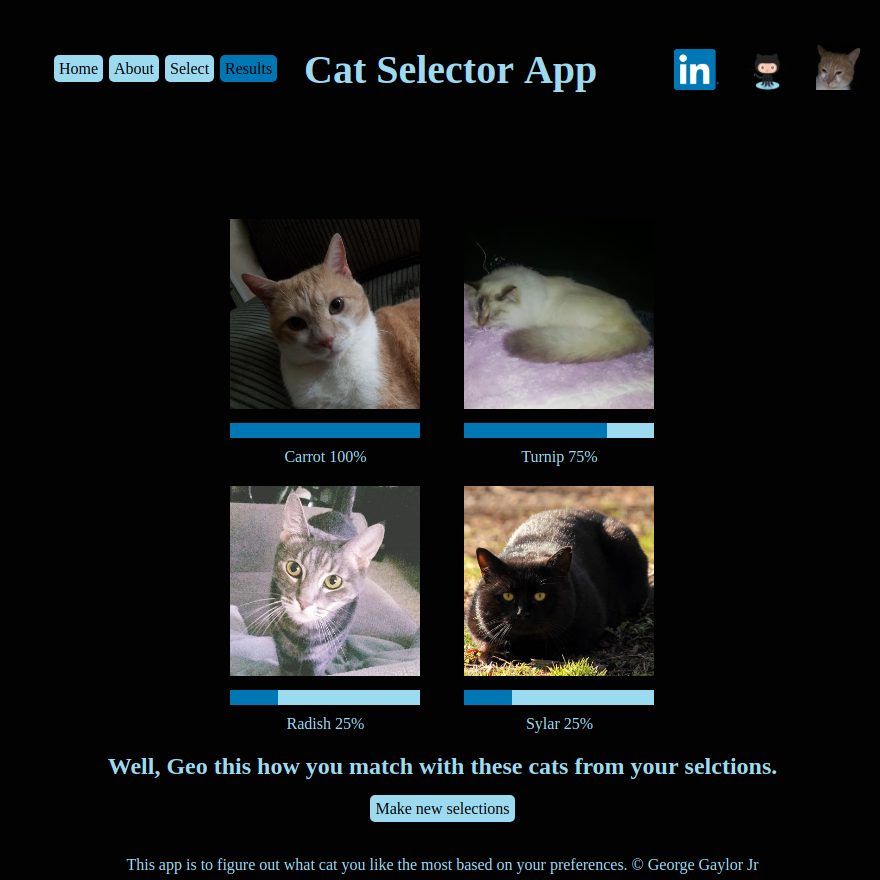 Home About Select Results Cat Selector App in
Carrot 100% Turnip 75%
Radish 25% Sylar 25%
Well, Geo this how you match with these cats from your selctions.
Make new selections
This app is to figure out what cat you like the most based on your preferences. © George Gaylor Jr